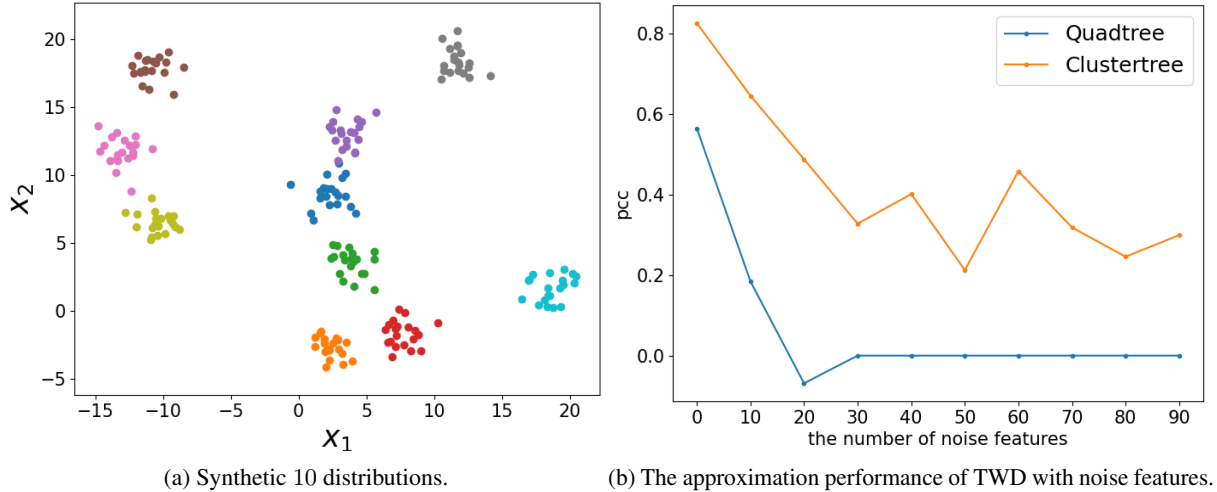 20
15
10
5
0
−5
x₂
−15
−10
−5
0
5
10
15
20
x₁
(a) Synthetic 10 distributions.
Quadtree
Clustertree
0.8
0.6
0.4
0.2
0.0
pcc
0 10 20 30 40 50 60 70 80 90
the number of noise features
(b) The approximation performance of TWD with noise features.